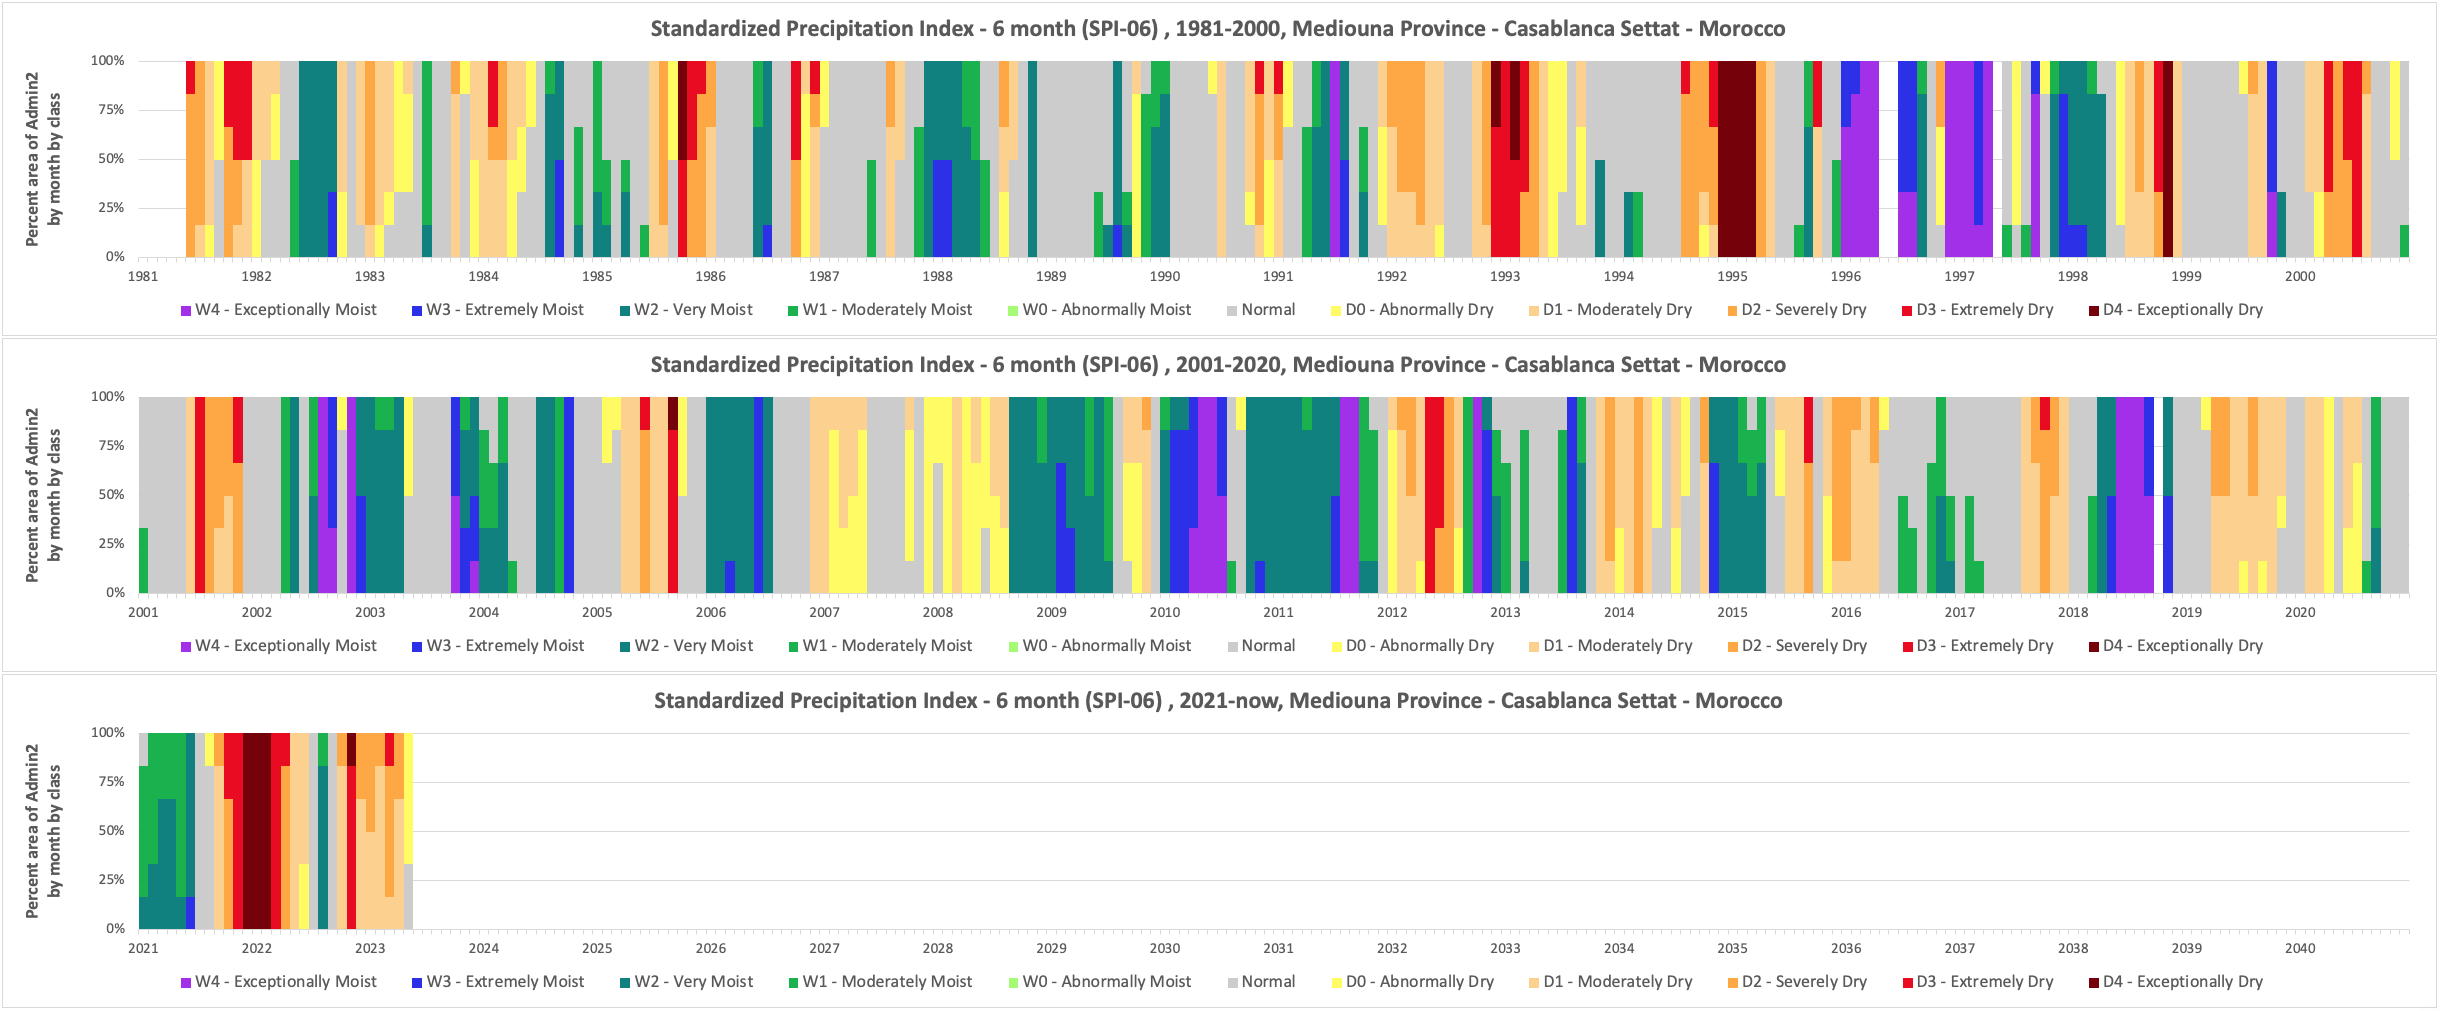 Standardized Precipitation Index - 6 month (SPI-06) , 1981-2000, Mediouna Province - Casablanca Settat - Morocco
Percent area of Admin2
by month by class
100%
75%
50%
25%
0%
1981 1982 1983 1984 1985 1986 1987 1988 1989 1990 1991 1992 1993 1994 1995 1996 1997 1998 1999 2000
W4 - Exceptionally Moist W3 - Extremely Moist W2 - Very Moist W1 - Moderately Moist W0 - Abnormally Moist Normal D0 - Abnormally Dry D1 - Moderately Dry D2 - Severely Dry D3 - Extremely Dry D4 - Exceptionally Dry
Standardized Precipitation Index - 6 month (SPI-06) , 2001-2020, Mediouna Province - Casablanca Settat - Morocco
Percent area of Admin2
by month by class
100%
75%
50%
25%
0%
2001 2002 2003 2004 2005 2006 2007 2008 2009 2010 2011 2012 2013 2014 2015 2016 2017 2018 2019 2020
W4 - Exceptionally Moist W3 - Extremely Moist W2 - Very Moist W1 - Moderately Moist W0 - Abnormally Moist Normal D0 - Abnormally Dry D1 - Moderately Dry D2 - Severely Dry D3 - Extremely Dry D4 - Exceptionally Dry
Standardized Precipitation Index - 6 month (SPI-06) , 2021-now, Mediouna Province - Casablanca Settat - Morocco
Percent area of Admin2
by month by class
100%
75%
50%
25%
0%
2021 2022 2023 2024 2025 2026 2027 2028 2029 2030 2031 2032 2033 2034 2035 2036 2037 2038 2039 2040
W4 - Exceptionally Moist W3 - Extremely Moist W2 - Very Moist W1 - Moderately Moist W0 - Abnormally Moist Normal D0 - Abnormally Dry D1 - Moderately Dry D2 - Severely Dry D3 - Extremely Dry D4 - Exceptionally Dry